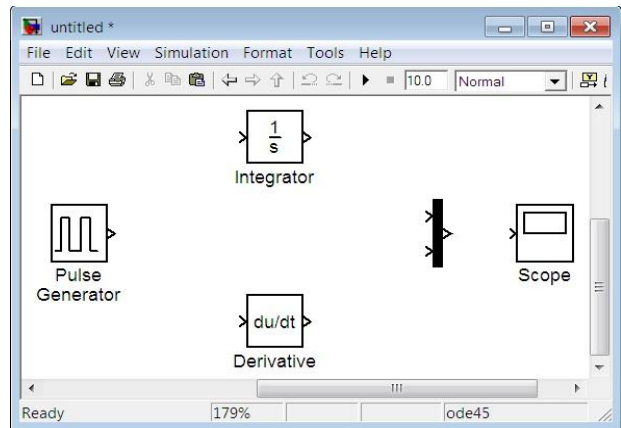 untitled *
File Edit View Simulation Format Tools Help
10.0 Normal
1
s
Integrator
Pulse
Generator
Scope
du/dt
Derivative
Ready 179% ode45